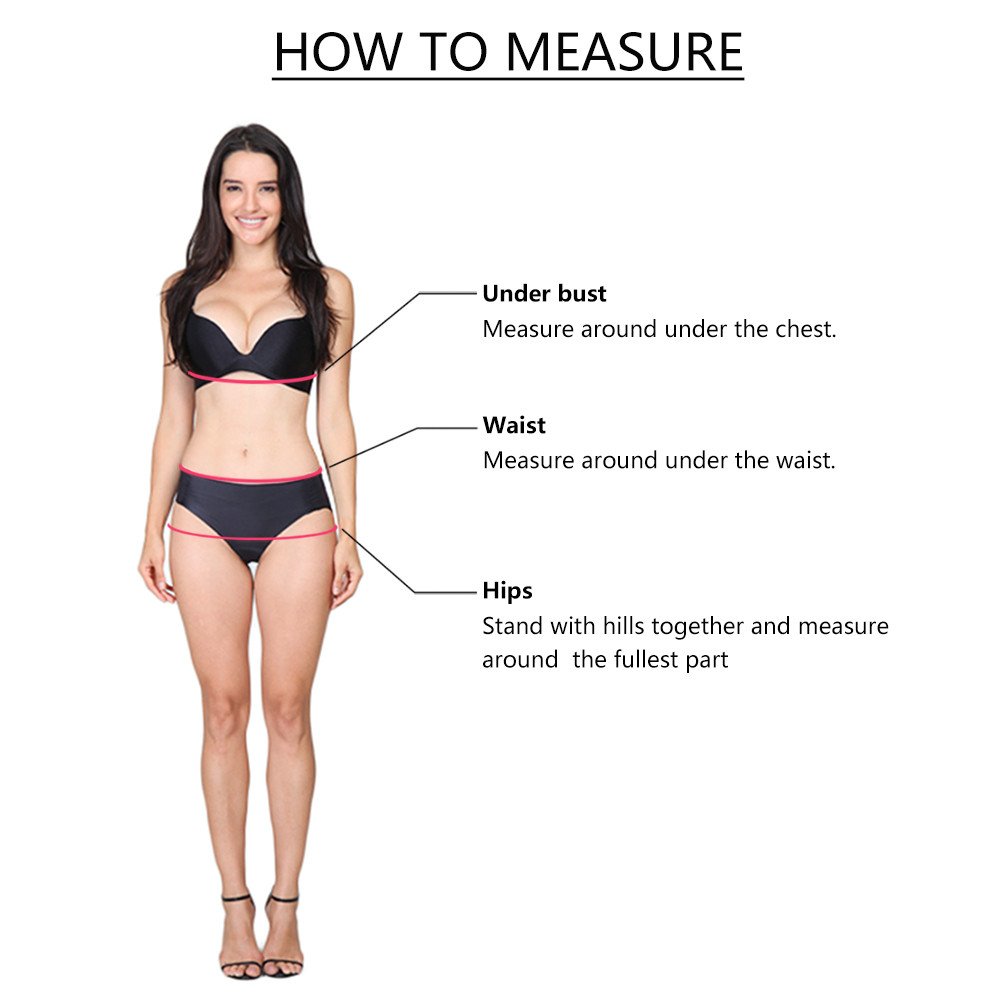 HOW TO MEASURE
Under bust
Measure around under the chest.
Waist
Measure around under the waist.
Hips
Stand with hills together and measure
around  the fullest part